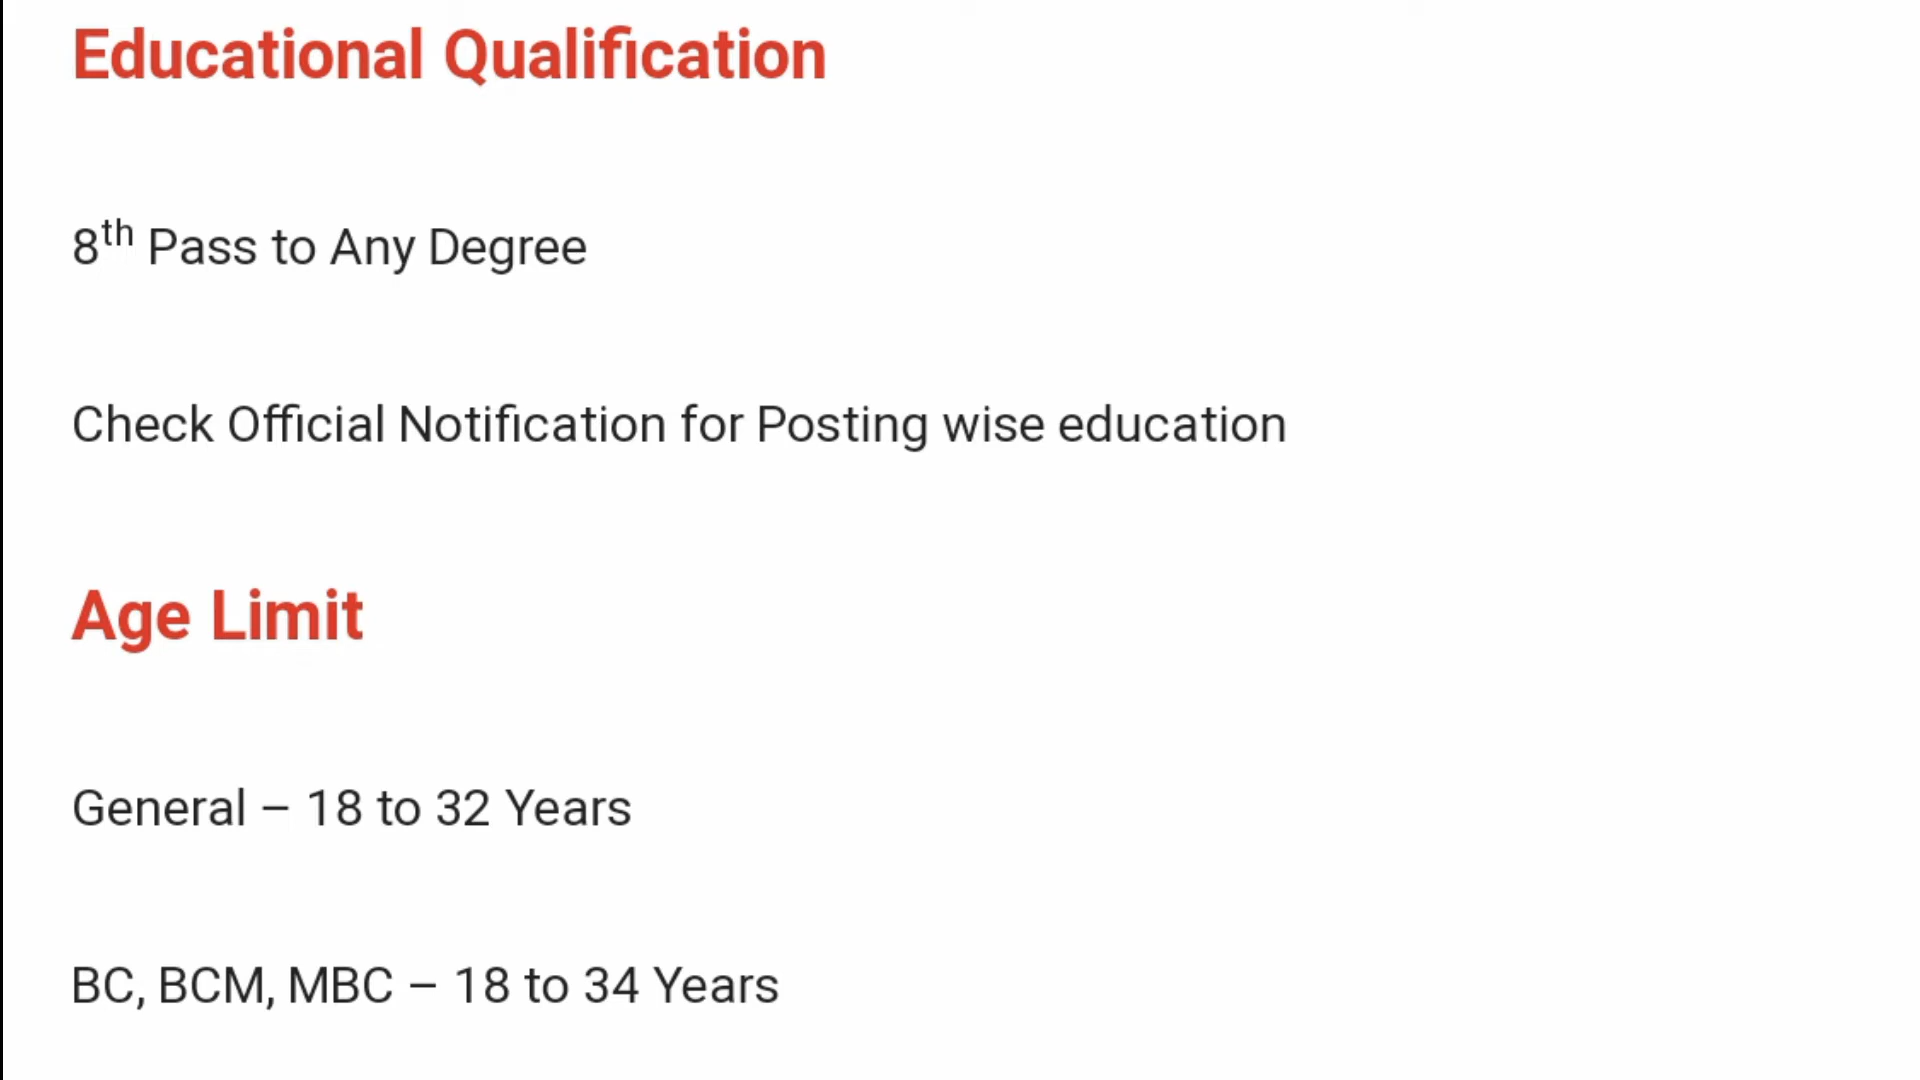 Educational Qualification
8th Pass to Any Degree
Check Official Notification for Posting wise education
Age Limit
General – 18 to 32 Years
BC, BCM, MBC – 18 to 34 Years